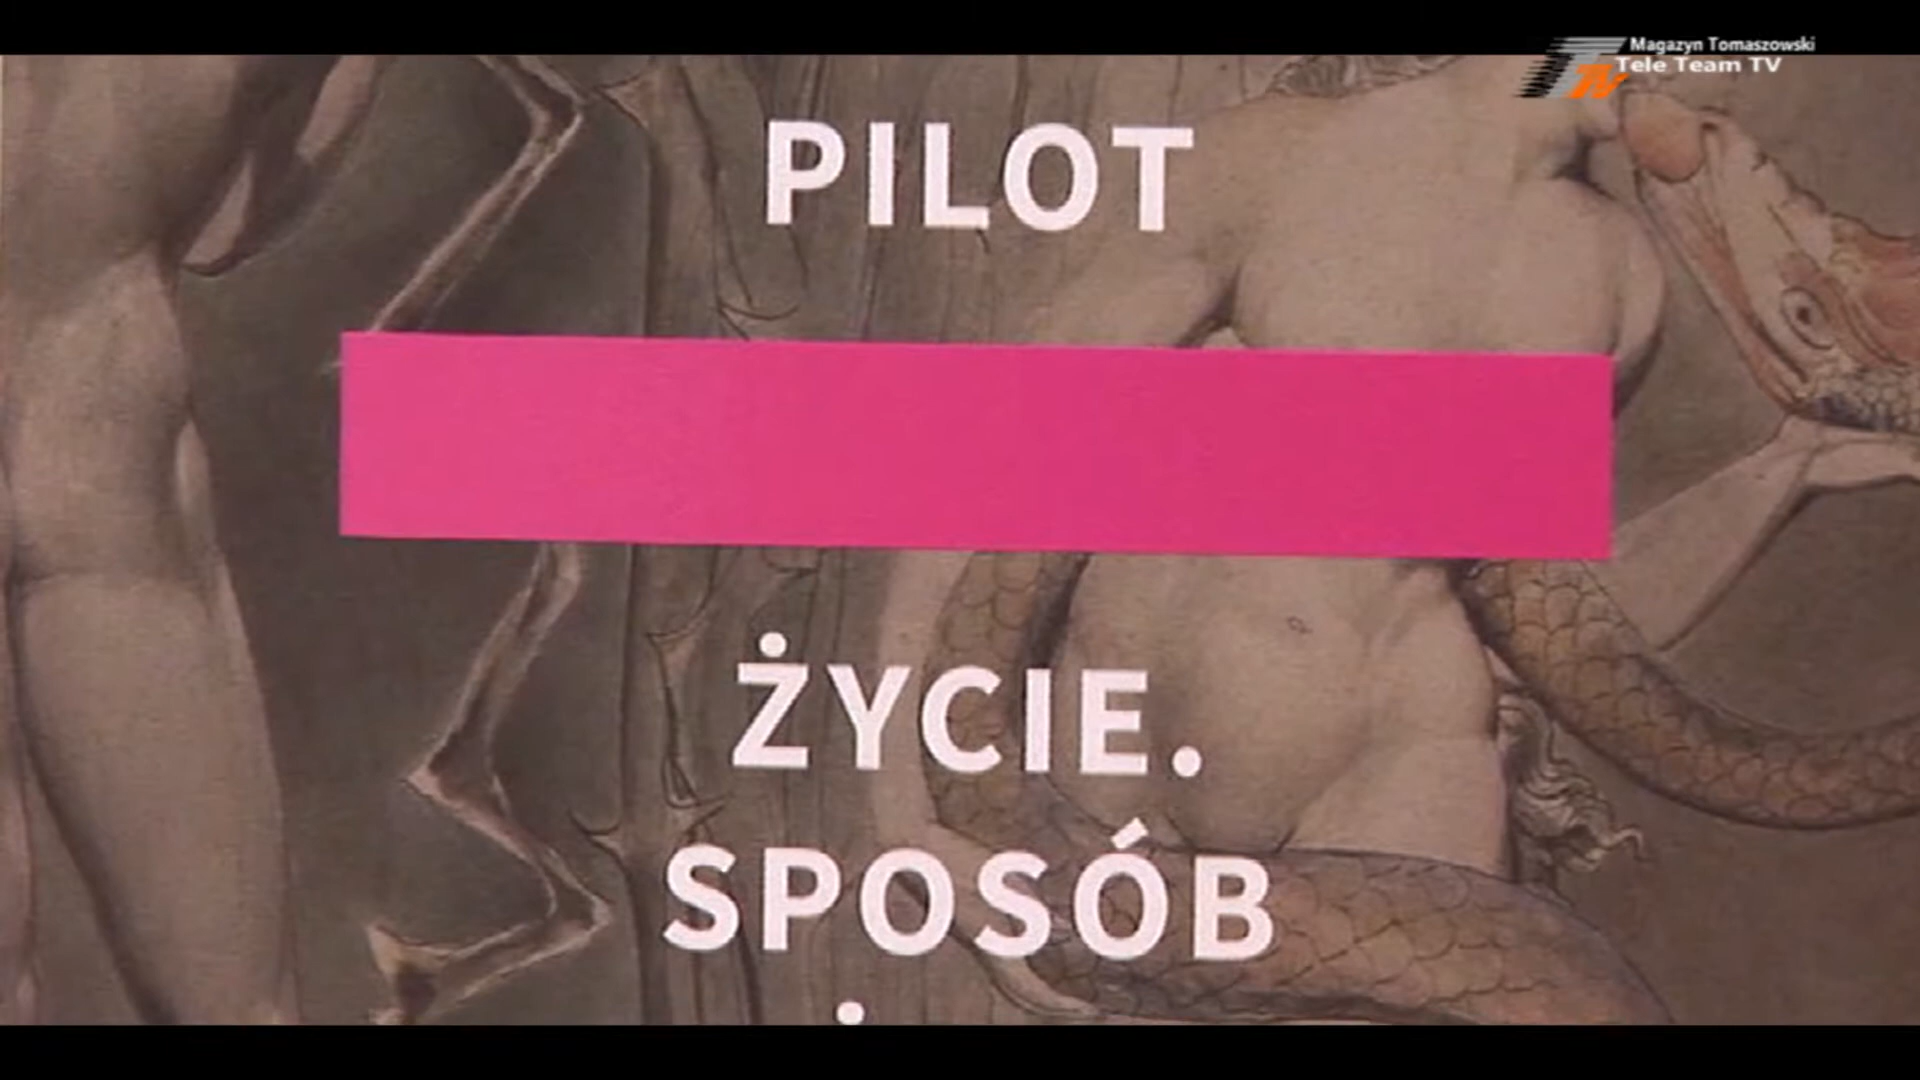 Magazyn Tomaszowski
Tele Team TV
PILOT
ŻYCIE.
SPOSÓB